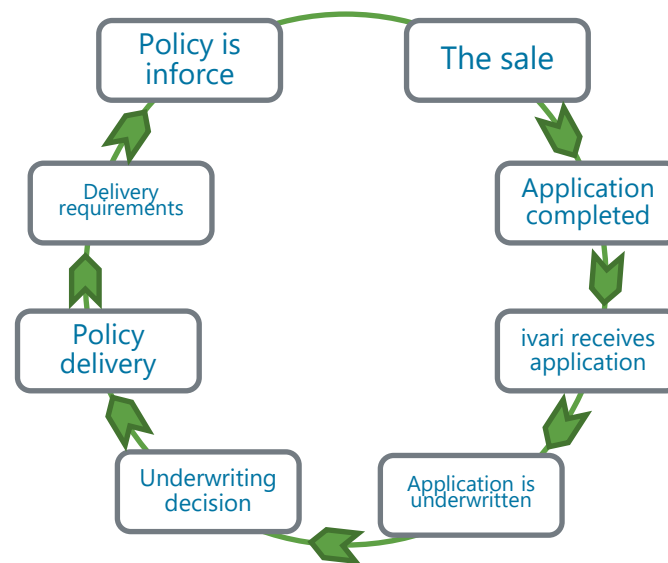 Policy is
inforce
The sale
Application
completed
ivari receives
application
Application is
underwritten
Underwriting
decision
Policy
delivery
Delivery
requirements